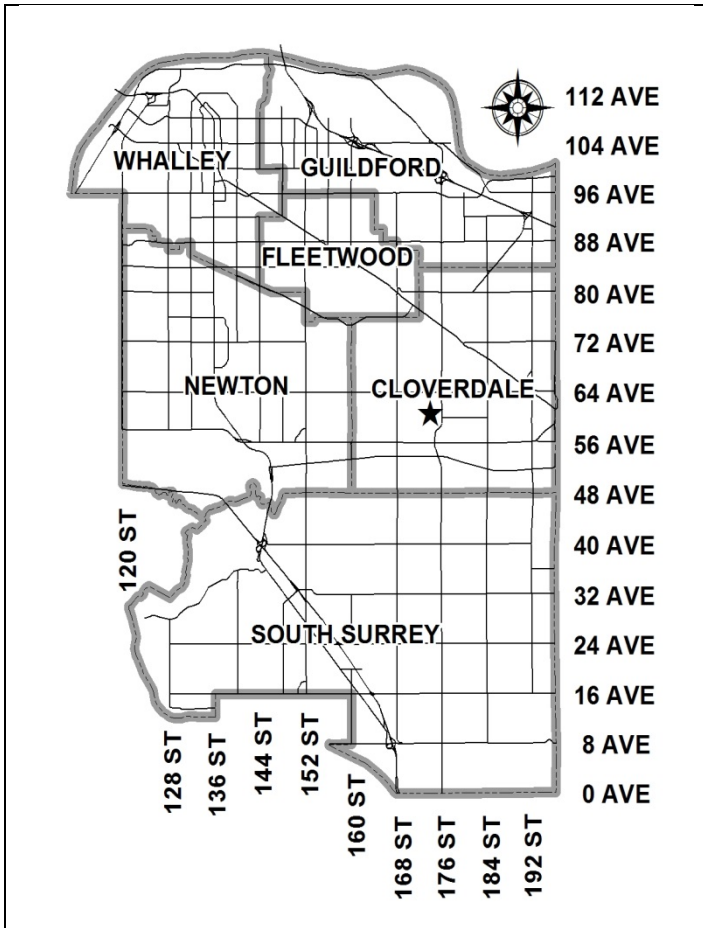 112 AVE
104 AVE
WHALLEY
GUILDFORD
96 AVE
88 AVE
FLEETWOOD
80 AVE
72 AVE
NEWTON
CLOVERDALE
64 AVE
56 AVE
48 AVE
120 ST
40 AVE
32 AVE
SOUTH SURREY
24 AVE
16 AVE
128 ST
136 ST
144 ST
152 ST
8 AVE
160 ST
0 AVE
168 ST
176 ST
184 ST
192 ST